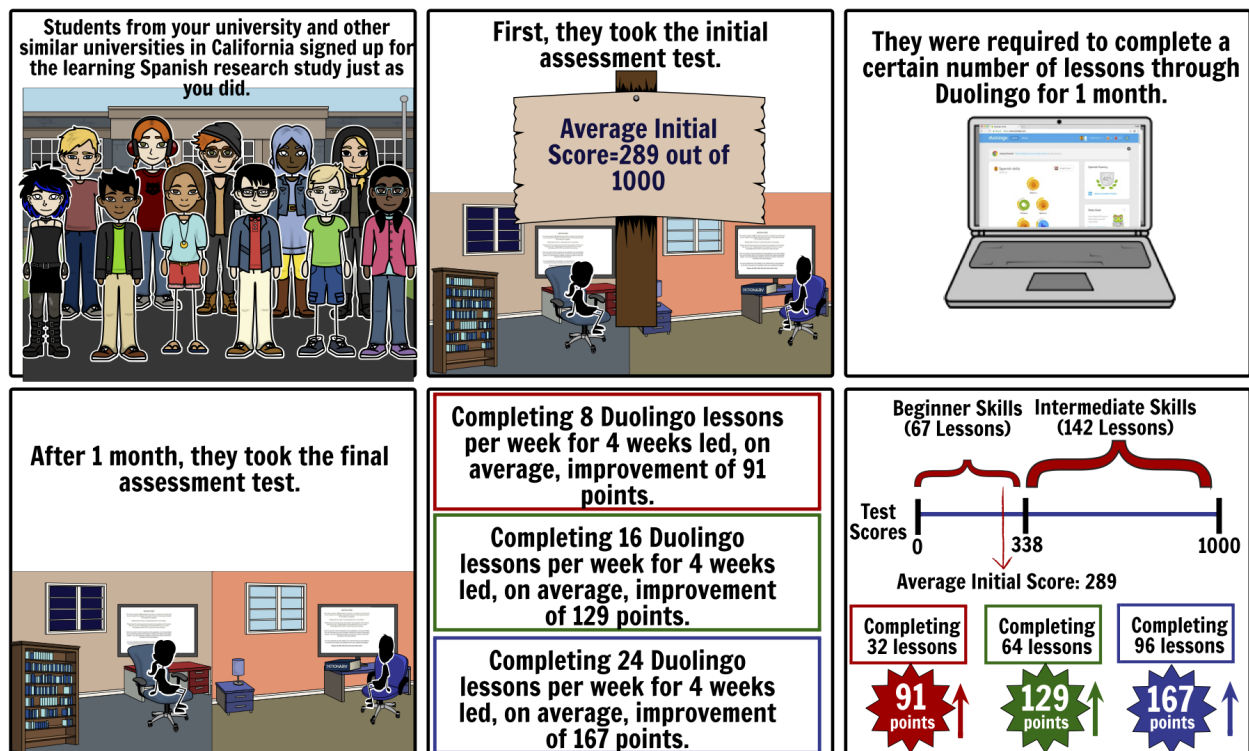 Students from your university and other
similar universities in California signed up for
the learning Spanish research study just as
you did.
First, they took the initial
assessment test.
Average Initial
Score=289 out of
1000
DICTIONARY
They were required to complete a
certain number of lessons through
Duolingo for 1 month.
duolingo
After 1 month, they took the final
assessment test.
DICTIONARY
Completing 8 Duolingo lessons
per week for 4 weeks led, on
average, improvement of 91
points.
Completing 16 Duolingo
lessons per week for 4 weeks
led, on average, improvement
of 129 points.
Completing 24 Duolingo
lessons per week for 4 weeks
led, on average, improvement
of 167 points.
Beginner Skills
(67 Lessons)
Intermediate Skills
(142 Lessons)
Test
Scores
0
338
1000
Average Initial Score: 289
Completing
32 lessons
Completing
64 lessons
Completing
96 lessons
91
points
129
points
167
points